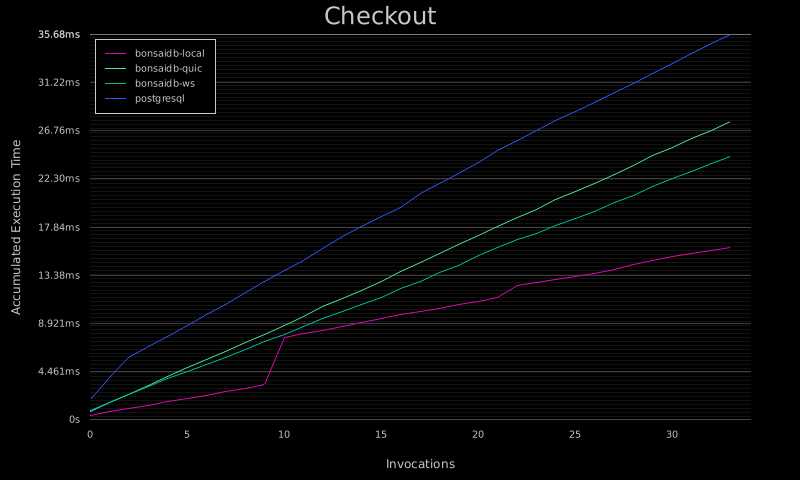 Checkout
35.68ms
bonsaidb-local
bonsaidb-quic
bonsaidb-ws
postgresql
31.22ms
26.76ms
22.30ms
17.84ms
13.38ms
8.921ms
4.461ms
0s
Accumulated Execution Time
0 5 10 15 20 25 30
Invocations